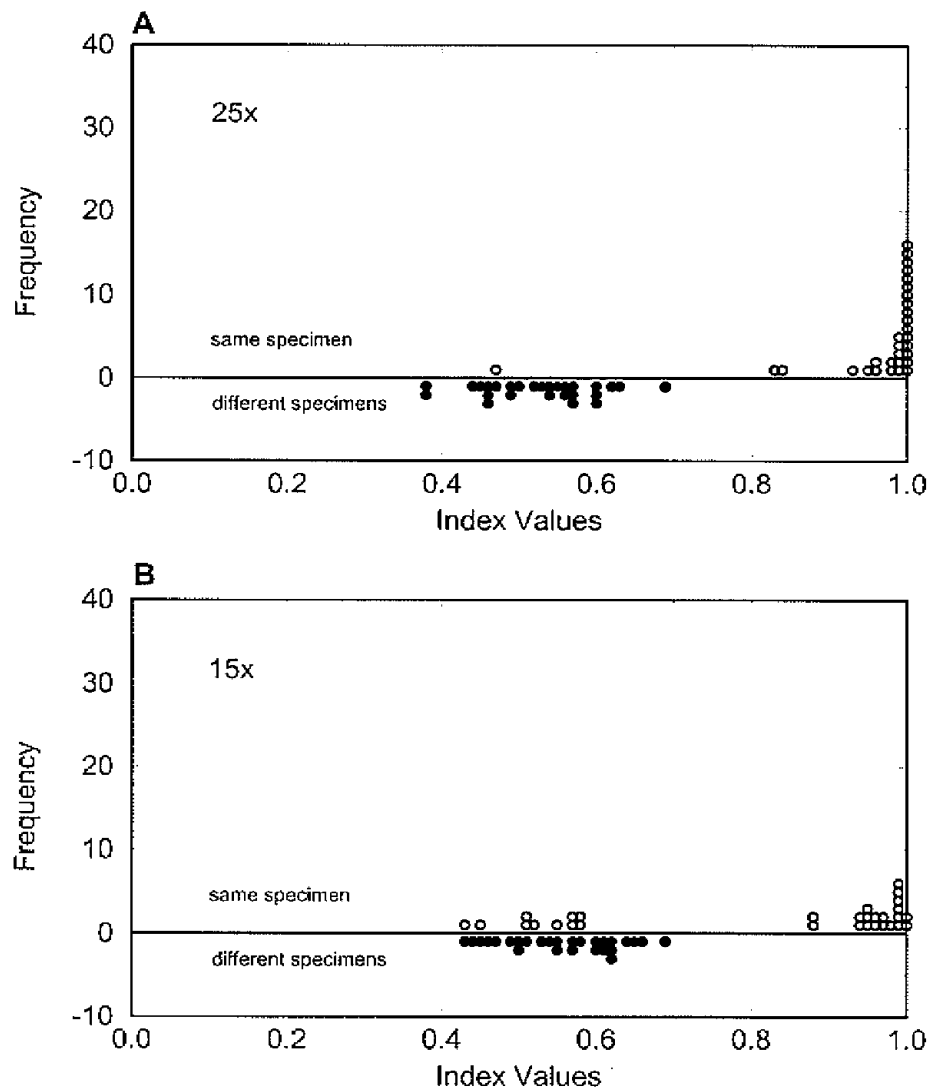 A
40
25x
30
20
Frequency
10
same specimen
0
different specimens
-10
0.0 0.2 0.4 0.6 0.8 1.0
Index Values
B
40
15x
30
20
Frequency
10
same specimen
0
different specimens
-10
0.0 0.2 0.4 0.6 0.8 1.0
Index Values